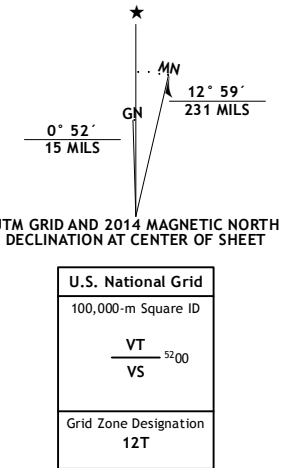 ★
MN
GN
12° 59´
231 MILS
0° 52´
15 MILS
UTM GRID AND 2014 MAGNETIC NORTH
DECLINATION AT CENTER OF SHEET
U.S. National Grid
100,000-m Square ID
VT
5200
VS
Grid Zone Designation
12T